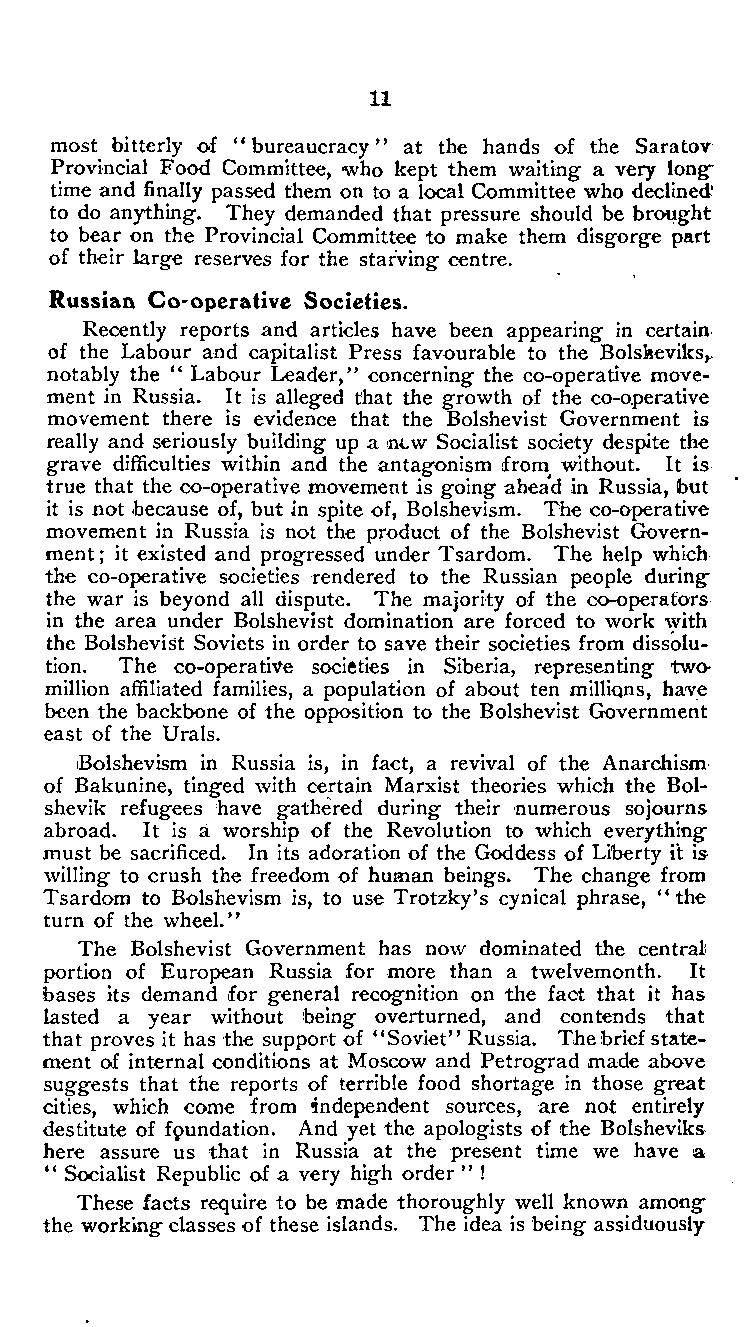 11
most bitterly of "bureaucracy" at the hands of the Saratov
Provincial Food Committee, who kept them waiting a very long
time and finally passed them on to a local Committee who declined
to do anything. They demanded that pressure should be brought
to bear on the Provincial Committee to make them disgorge part
of their large reserves for the starving centre.
Russian Co-operative Societies.
Recently reports and articles have been appearing in certain
of the Labour and capitalist Press favourable to the Bolsheviks,
notably the "Labour Leader," concerning the co-operative move-
ment in Russia. It is alleged that the growth of the co-operative
movement there is evidence that the Bolshevist Government is
really and seriously building up a new Socialist society despite the
grave difficulties within and the antagonism from without. It is
true that the co-operative movement is going ahead in Russia, but
it is not because of, but in spite of, Bolshevism. The co-operative
movement in Russia is not the product of the Bolshevist Govern-
ment; it existed and progressed under Tsardom. The help which
the co-operative societies rendered to the Russian people during
the war is beyond all dispute. The majority of the co-operators
in the area under Bolshevist domination are forced to work with
the Bolshevist Soviets in order to save their societies from dissolu-
tion. The co-operative societies in Siberia, representing two
million affiliated families, a population of about ten millions, have
been the backbone of the opposition to the Bolshevist Government
east of the Urals.
Bolshevism in Russia is, in fact, a revival of the Anarchism
of Bakunine, tinged with certain Marxist theories which the Bol-
shevik refugees have gathered during their numerous sojourns
abroad. It is a worship of the Revolution to which everything
must be sacrificed. In its adoration of the Goddess of Liberty it is
willing to crush the freedom of human beings. The change from
Tsardom to Bolshevism is, to use Trotzky's cynical phrase, "the
turn of the wheel."
The Bolshevist Government has now dominated the central
portion of European Russia for more than a twelvemonth. It
bases its demand for general recognition on the fact that it has
lasted a year without being overturned, and contends that
that proves it has the support of "Soviet" Russia. The brief state-
ment of internal conditions at Moscow and Petrograd made above
suggests that the reports of terrible food shortage in those great
cities, which come from independent sources, are not entirely
destitute of foundation. And yet the apologists of the Bolsheviks
here assure us that in Russia at the present time we have a
"Socialist Republic of a very high order"!
These facts require to be made thoroughly well known among
the working classes of these islands. The idea is being assiduously